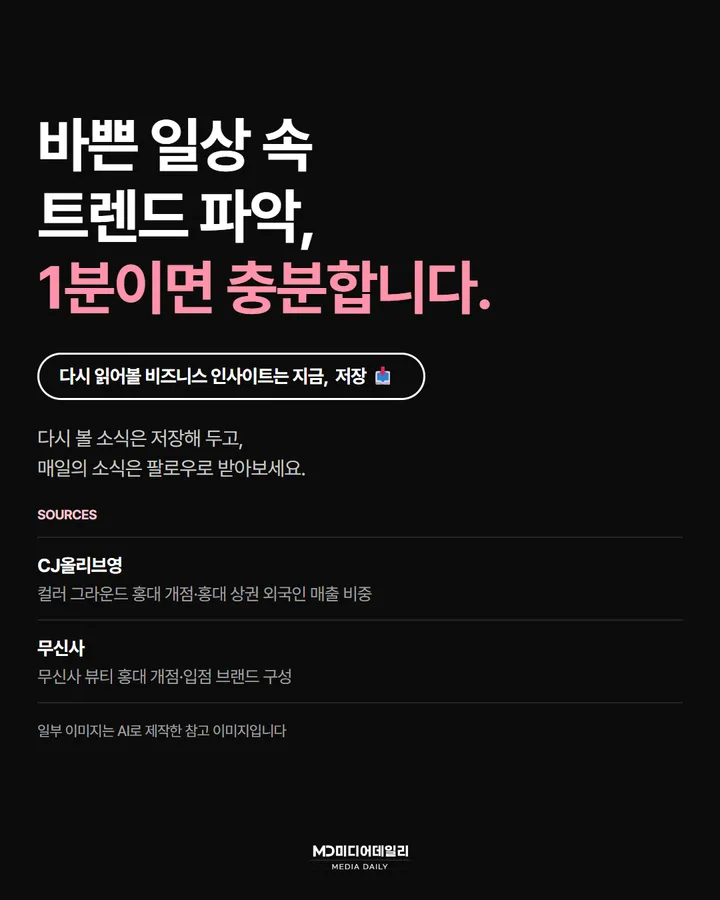 바쁜 일상 속
트렌드 파악,
1분이면 충분합니다.
다시 읽어볼 비즈니스 인사이트는 지금, 저장 📥
다시 볼 소식은 저장해 두고,
매일의 소식은 팔로우로 받아보세요.
SOURCES
CJ올리브영
컬러 그라운드 홍대 개점·홍대 상권 외국인 매출 비중
무신사
무신사 뷰티 홍대 개점·입점 브랜드 구성
일부 이미지는 AI로 제작한 참고 이미지입니다
MD미디어데일리
MEDIA DAILY